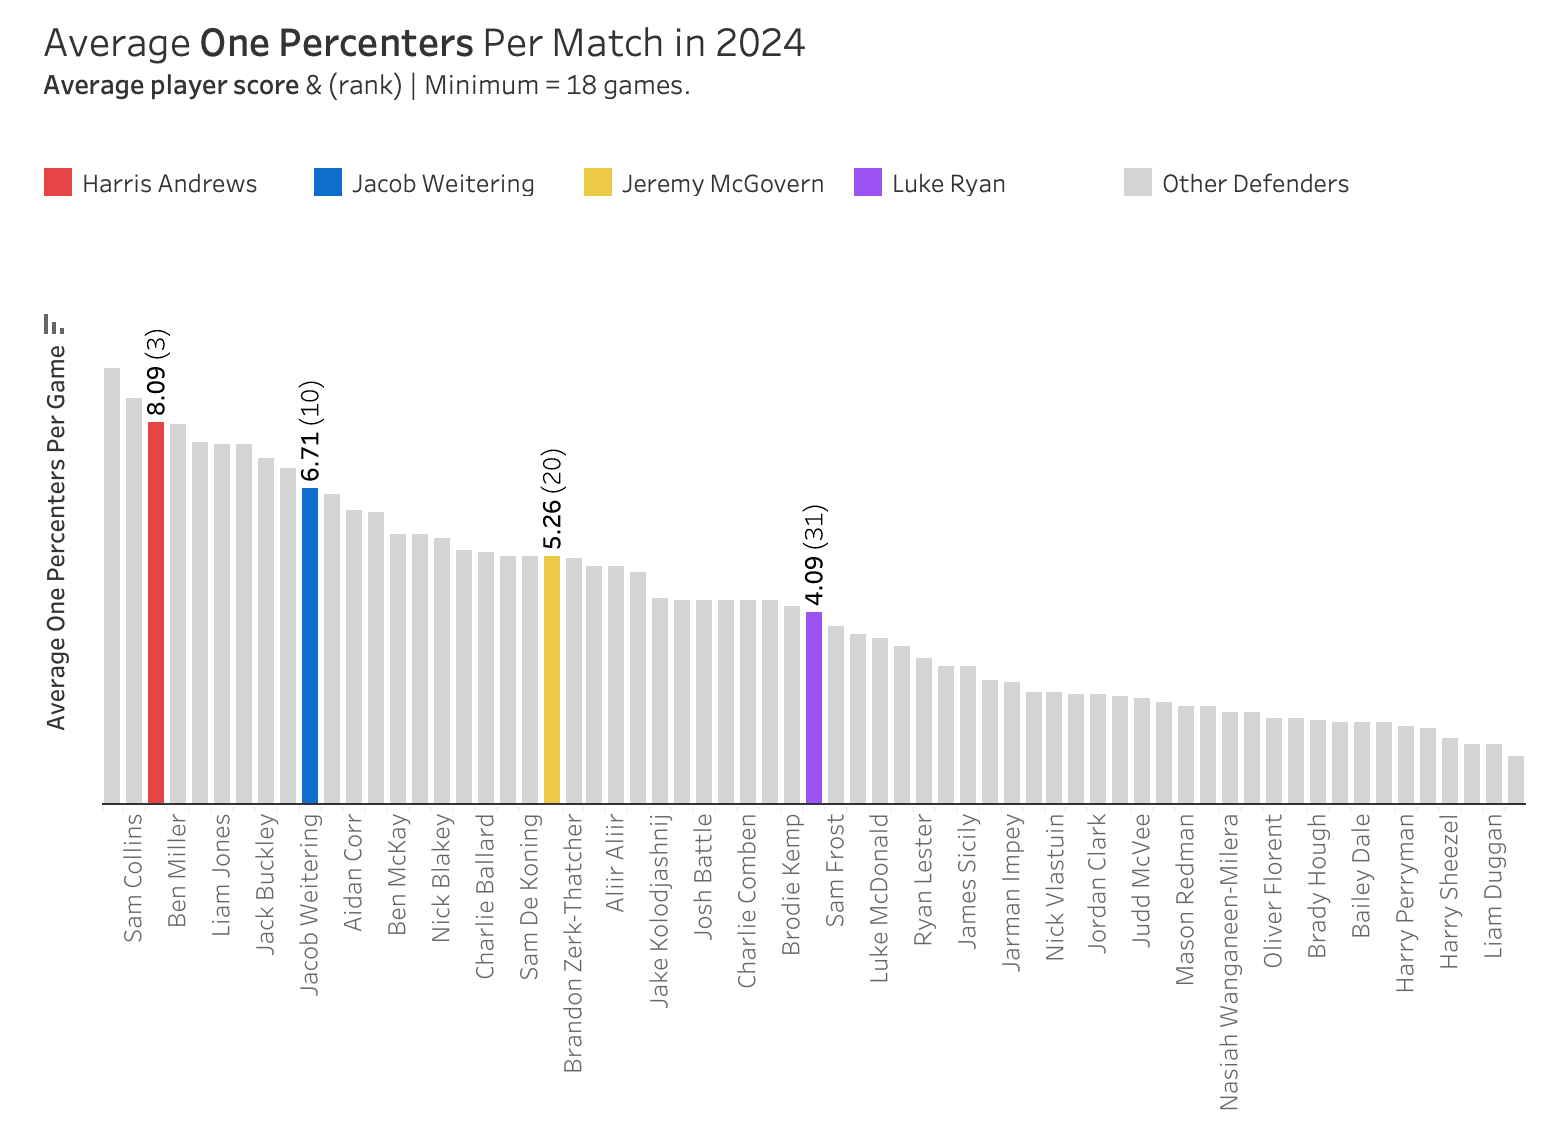 Average One Percenters Per Match in 2024
Average player score & (rank) | Minimum = 18 games.
Harris Andrews
Jacob Weitering
Jeremy McGovern
Luke Ryan
Other Defenders
Average One Percenters Per Game
8.09 (3)
6.71 (10)
5.26 (20)
4.09 (31)
Sam Collins
Ben Miller
Liam Jones
Jack Buckley
Jacob Weitering
Aidan Corr
Ben McKay
Nick Blakey
Charlie Ballard
Sam De Koning
Brandon Zerk-Thatcher
Aliir Aliir
Jake Kolodjashnij
Josh Battle
Charlie Comben
Brodie Kemp
Sam Frost
Luke McDonald
Ryan Lester
James Sicily
Jarman Impey
Nick Vlastuin
Jordan Clark
Judd McVee
Mason Redman
Nasiah Wanganeen-Milera
Oliver Florent
Brady Hough
Bailey Dale
Harry Perryman
Harry Sheezel
Liam Duggan